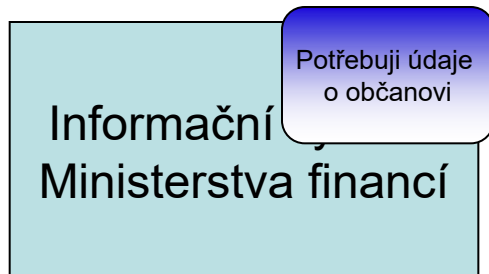 Potřebuji údaje
o občanovi
Informační
Ministerstva financí